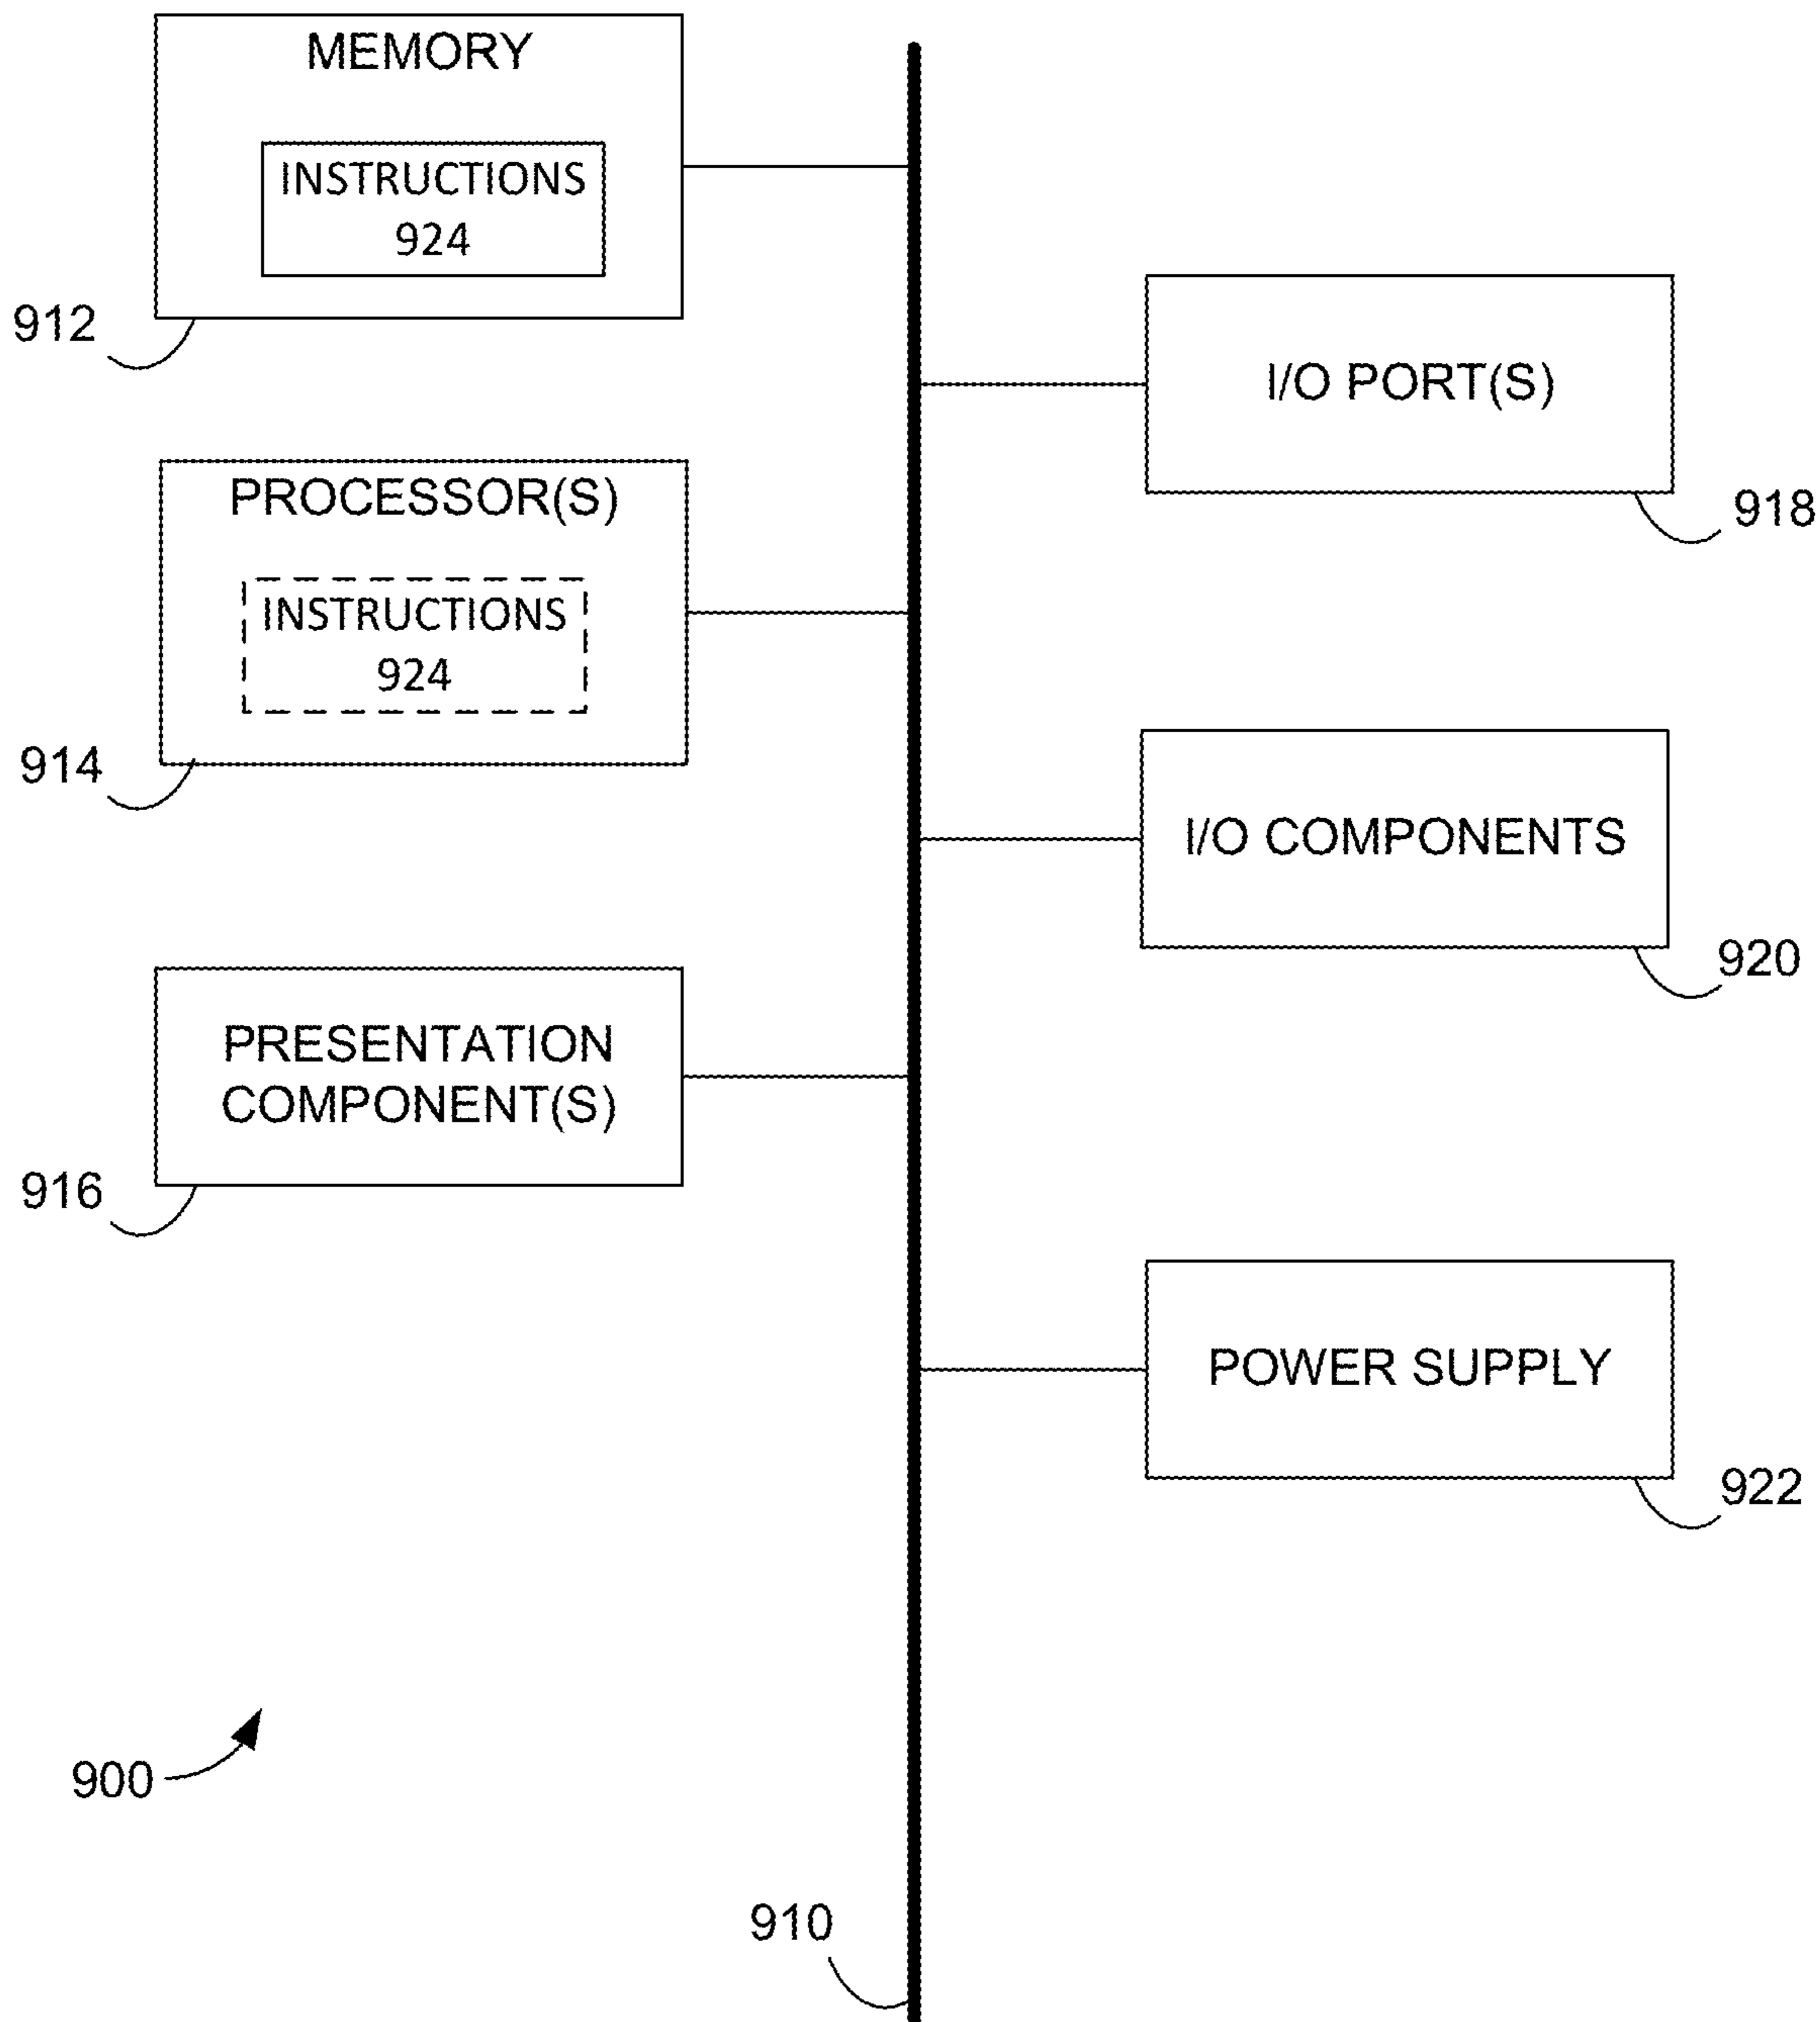 MEMORY
INSTRUCTIONS
924
912
I/O PORT(S)
918
PROCESSOR(S)
INSTRUCTIONS
924
914
I/O COMPONENTS
920
PRESENTATION
COMPONENT(S)
916
POWER SUPPLY
922
900
910